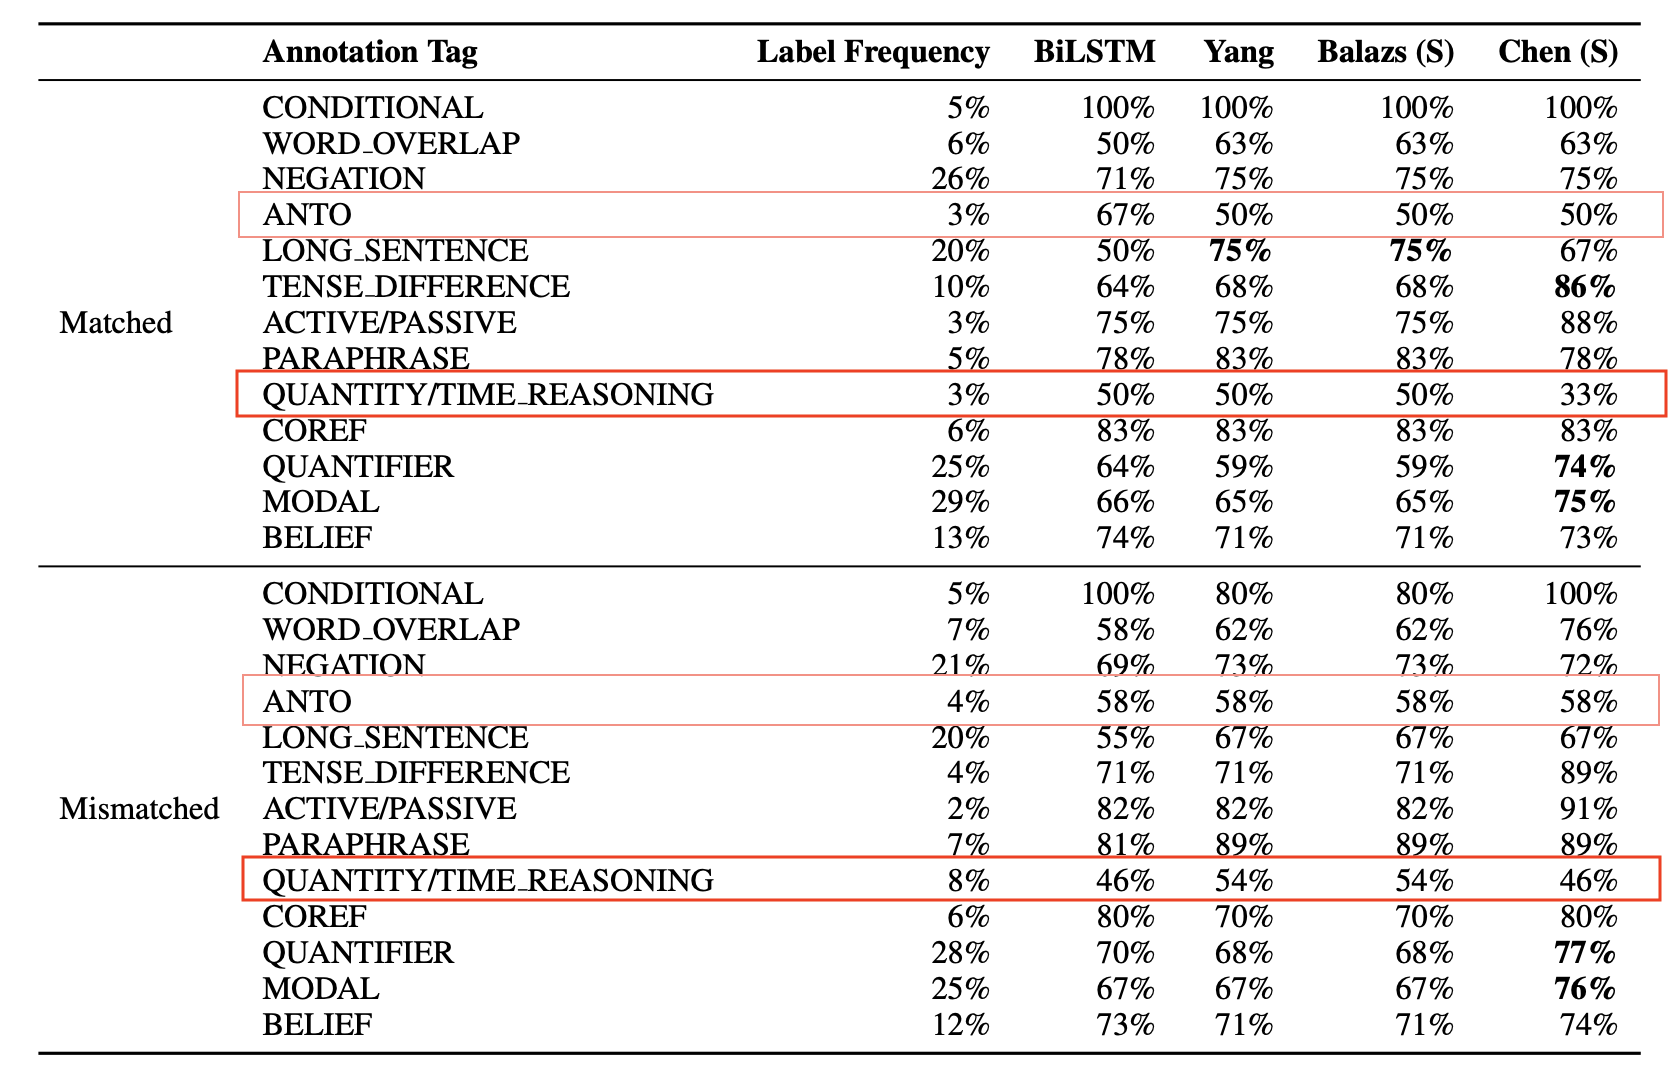 Annotation Tag Label Frequency BiLSTM Yang Balazs (S) Chen (S)
CONDITIONAL 5% 100% 100% 100% 100%
WORD_OVERLAP 6% 50% 63% 63% 63%
NEGATION 26% 71% 75% 75% 75%
ANTO 3% 67% 50% 50% 50%
LONG_SENTENCE 20% 50% 75% 75% 67%
TENSE_DIFFERENCE 10% 64% 68% 68% 86%
Matched ACTIVE/PASSIVE 3% 75% 75% 75% 88%
PARAPHRASE 5% 78% 83% 83% 78%
QUANTITY/TIME_REASONING 3% 50% 50% 50% 33%
COREF 6% 83% 83% 83% 83%
QUANTIFIER 25% 64% 59% 59% 74%
MODAL 29% 66% 65% 65% 75%
BELIEF 13% 74% 71% 71% 73%
CONDITIONAL 5% 100% 80% 80% 100%
WORD_OVERLAP 7% 58% 62% 62% 76%
NEGATION 21% 69% 73% 73% 72%
ANTO 4% 58% 58% 58% 58%
LONG_SENTENCE 20% 55% 67% 67% 67%
TENSE_DIFFERENCE 4% 71% 71% 71% 89%
Mismatched ACTIVE/PASSIVE 2% 82% 82% 82% 91%
PARAPHRASE 7% 81% 89% 89% 89%
QUANTITY/TIME_REASONING 8% 46% 54% 54% 46%
COREF 6% 80% 70% 70% 80%
QUANTIFIER 28% 70% 68% 68% 77%
MODAL 25% 67% 67% 67% 76%
BELIEF 12% 73% 71% 71% 74%